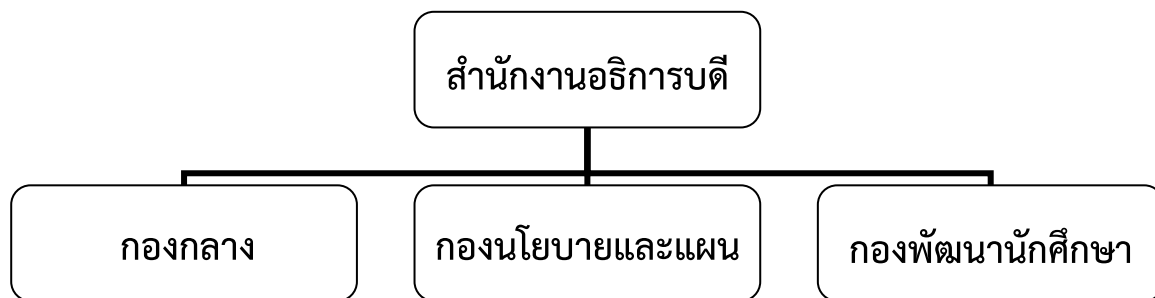 สำนักงานอธิการบดี
กองกลาง
กองนโยบายและแผน
กองพัฒนานักศึกษา